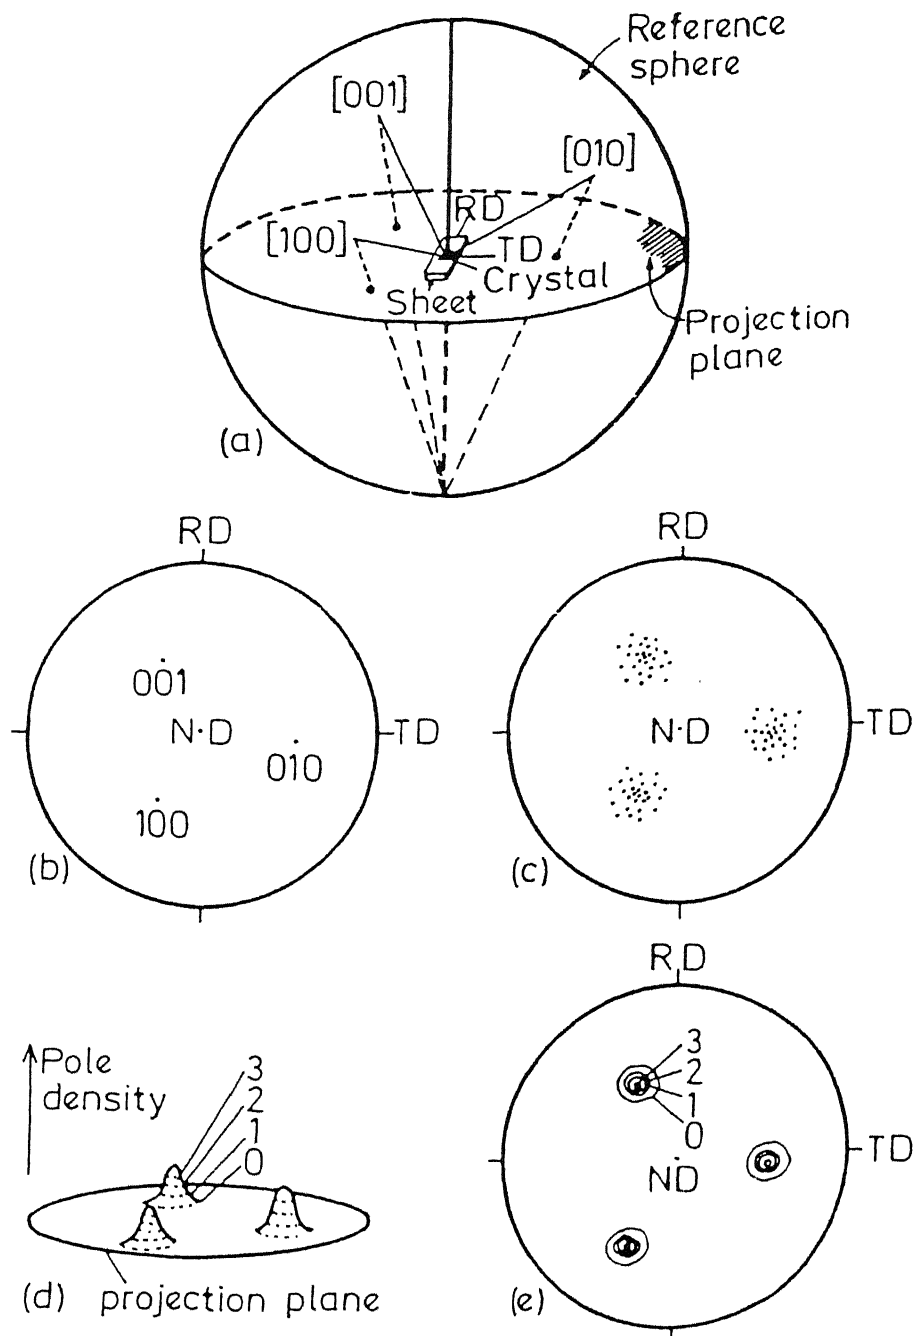 Reference
sphere
[001]
[010]
RD
[100]
TD
Crystal
Sheet
Projection
plane
(a)
RD
001
N·D
TD
010
100
(b)
RD
N·D
TD
(c)
Pole
density
3
2
1
0
projection plane
(d)
RD
3
2
1
0
TD
ND
(e)